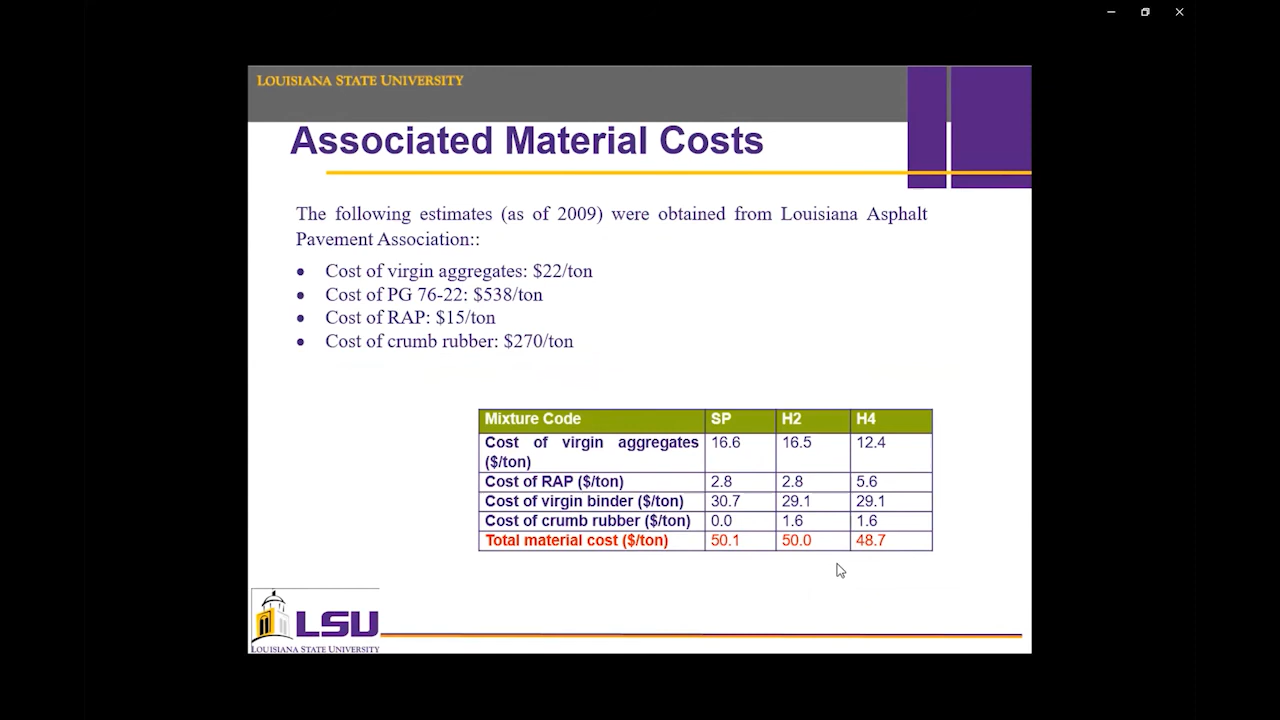 LOUISIANA STATE UNIVERSITY
Associated Material Costs
The following estimates (as of 2009) were obtained from Louisiana Asphalt
Pavement Association::
• Cost of virgin aggregates: $22/ton
• Cost of PG 76-22: $538/ton
• Cost of RAP: $15/ton
• Cost of crumb rubber: $270/ton
Mixture Code SP H2 H4
Cost of virgin aggregates 16.6 16.5 12.4
($/ton)
Cost of RAP ($/ton) 2.8 2.8 5.6
Cost of virgin binder ($/ton) 30.7 29.1 29.1
Cost of crumb rubber ($/ton) 0.0 1.6 1.6
Total material cost ($/ton) 50.1 50.0 48.7
LSU
LOUISIANA STATE UNIVERSITY